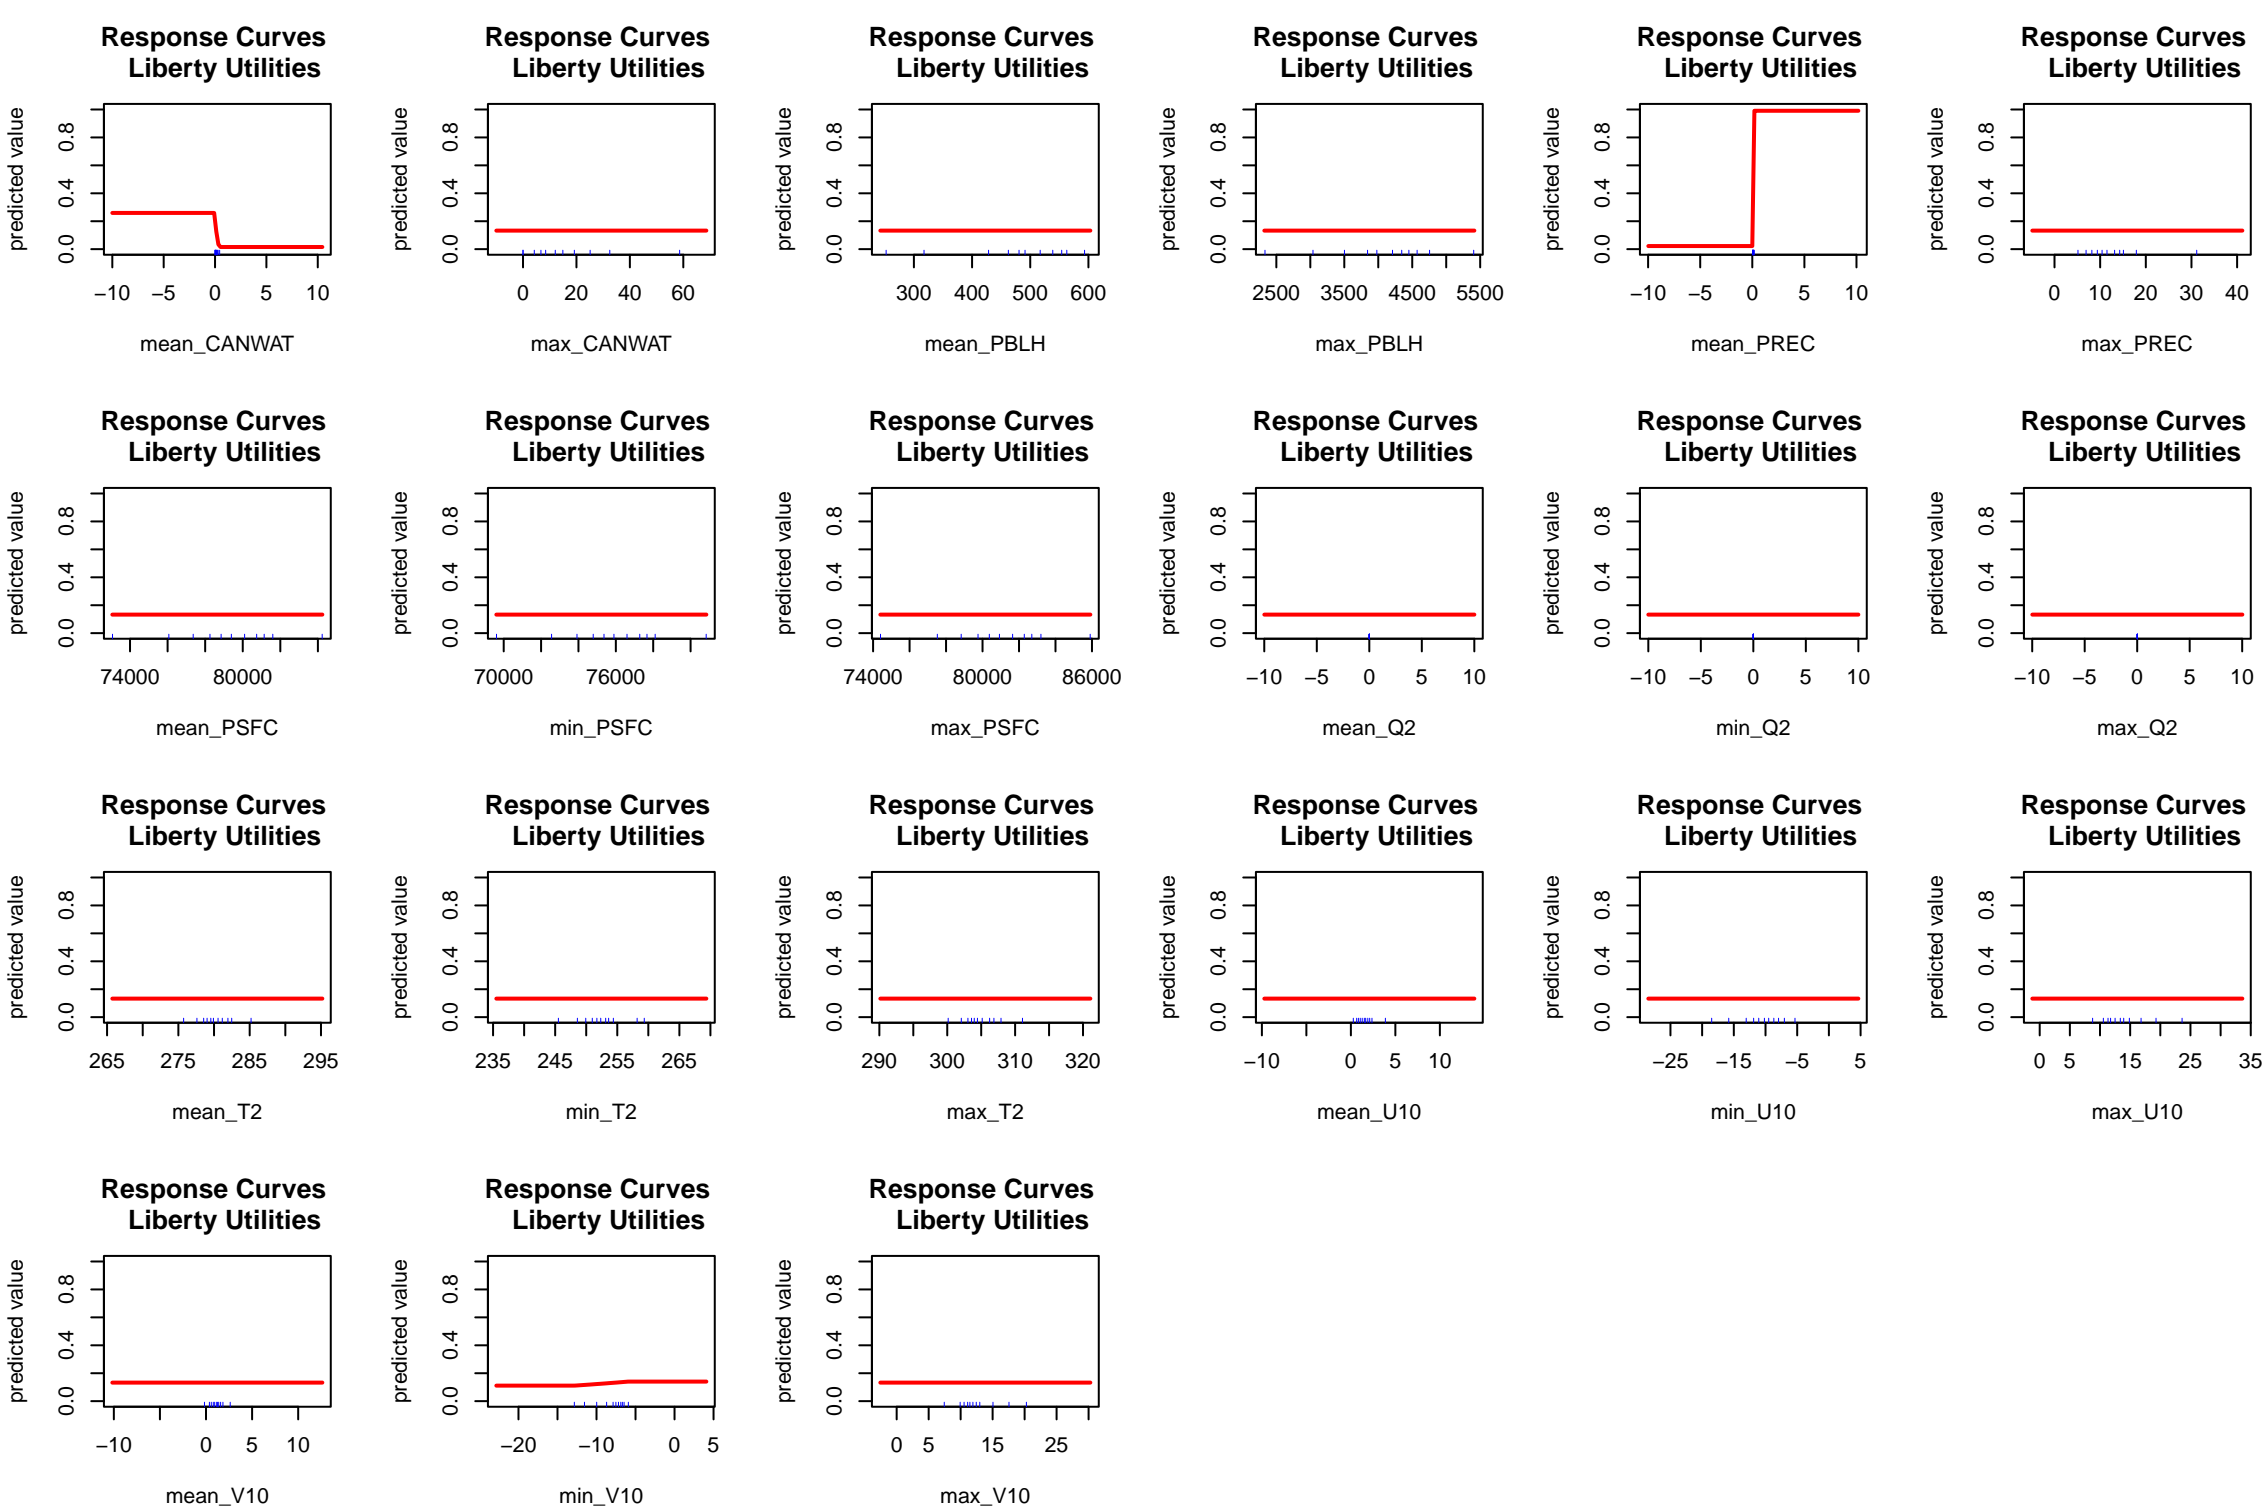 Response Curves Liberty Utilities
predicted value
0.0 0.4 0.8
−10 −5 0 5 10
mean_CANWAT
Response Curves Liberty Utilities
predicted value
0.0 0.4 0.8
0 20 40 60
max_CANWAT
Response Curves Liberty Utilities
predicted value
0.0 0.4 0.8
300 400 500 600
mean_PBLH
Response Curves Liberty Utilities
predicted value
0.0 0.4 0.8
2500 3500 4500 5500
max_PBLH
Response Curves Liberty Utilities
predicted value
0.0 0.4 0.8
−10 −5 0 5 10
mean_PREC
Response Curves Liberty Utilities
predicted value
0.0 0.4 0.8
0 10 20 30 40
max_PREC
Response Curves Liberty Utilities
predicted value
0.0 0.4 0.8
74000 80000
mean_PSFC
Response Curves Liberty Utilities
predicted value
0.0 0.4 0.8
70000 76000
min_PSFC
Response Curves Liberty Utilities
predicted value
0.0 0.4 0.8
74000 80000 86000
max_PSFC
Response Curves Liberty Utilities
predicted value
0.0 0.4 0.8
−10 −5 0 5 10
mean_Q2
Response Curves Liberty Utilities
predicted value
0.0 0.4 0.8
−10 −5 0 5 10
min_Q2
Response Curves Liberty Utilities
predicted value
0.0 0.4 0.8
−10 −5 0 5 10
max_Q2
Response Curves Liberty Utilities
predicted value
0.0 0.4 0.8
265 275 285 295
mean_T2
Response Curves Liberty Utilities
predicted value
0.0 0.4 0.8
235 245 255 265
min_T2
Response Curves Liberty Utilities
predicted value
0.0 0.4 0.8
290 300 310 320
max_T2
Response Curves Liberty Utilities
predicted value
0.0 0.4 0.8
−10 0 5 10
mean_U10
Response Curves Liberty Utilities
predicted value
0.0 0.4 0.8
−25 −15 −5 5
min_U10
Response Curves Liberty Utilities
predicted value
0.0 0.4 0.8
0 5 15 25 35
max_U10
Response Curves Liberty Utilities
predicted value
0.0 0.4 0.8
−10 0 5 10
mean_V10
Response Curves Liberty Utilities
predicted value
0.0 0.4 0.8
−20 −10 0 5
min_V10
Response Curves Liberty Utilities
predicted value
0.0 0.4 0.8
0 5 15 25
max_V10